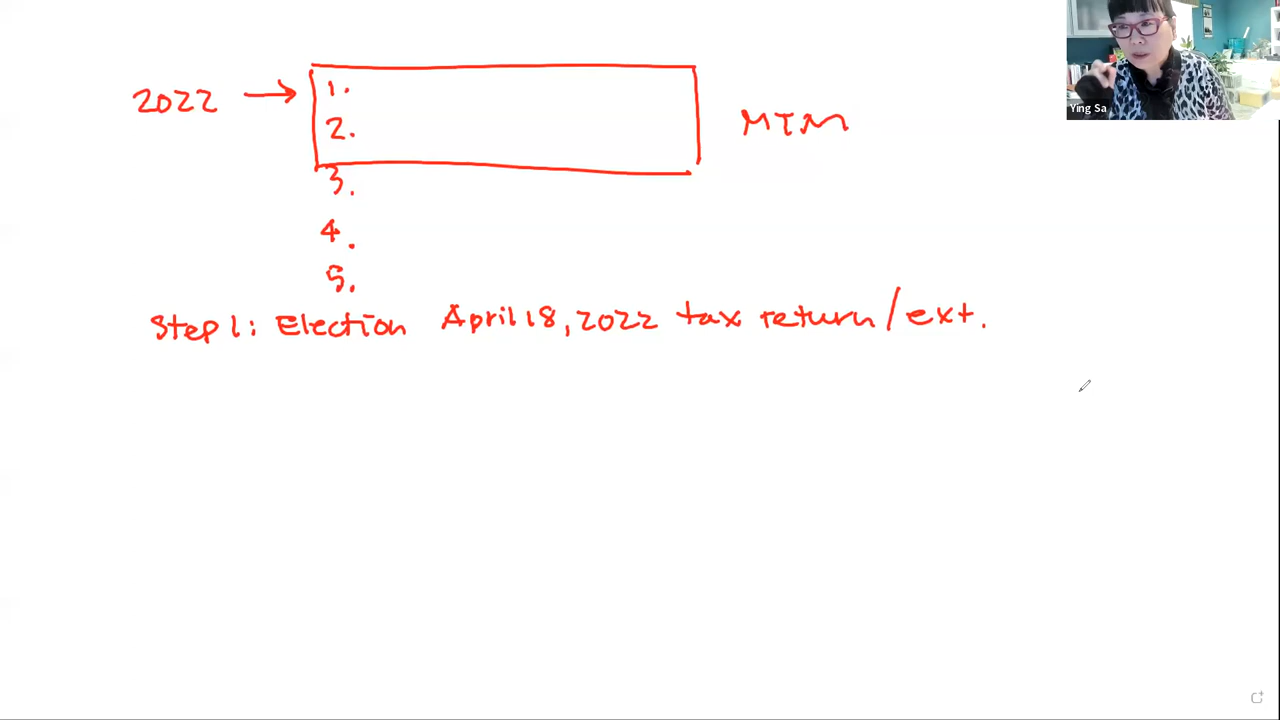 2022 → 1.
2. MTM
3.
4.
5.
Step 1: Election April 18, 2022 tax return/ext.
Ying Sa